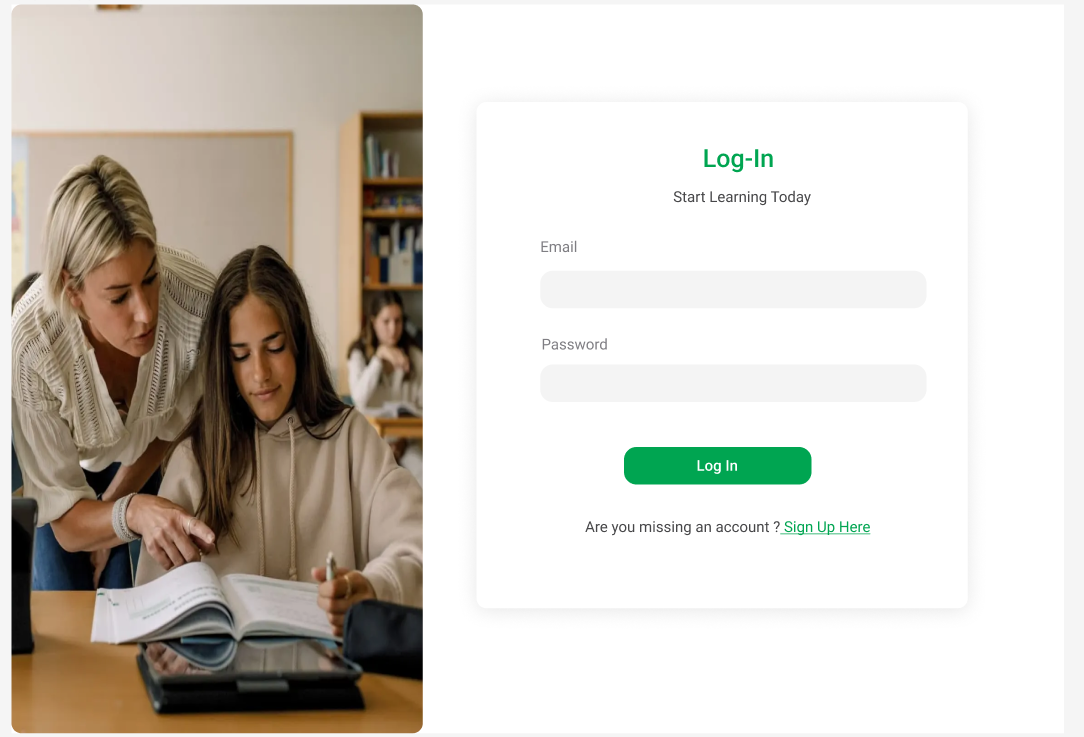 Log-In
Start Learning Today
Email
Password
Log In
Are you missing an account ? Sign Up Here